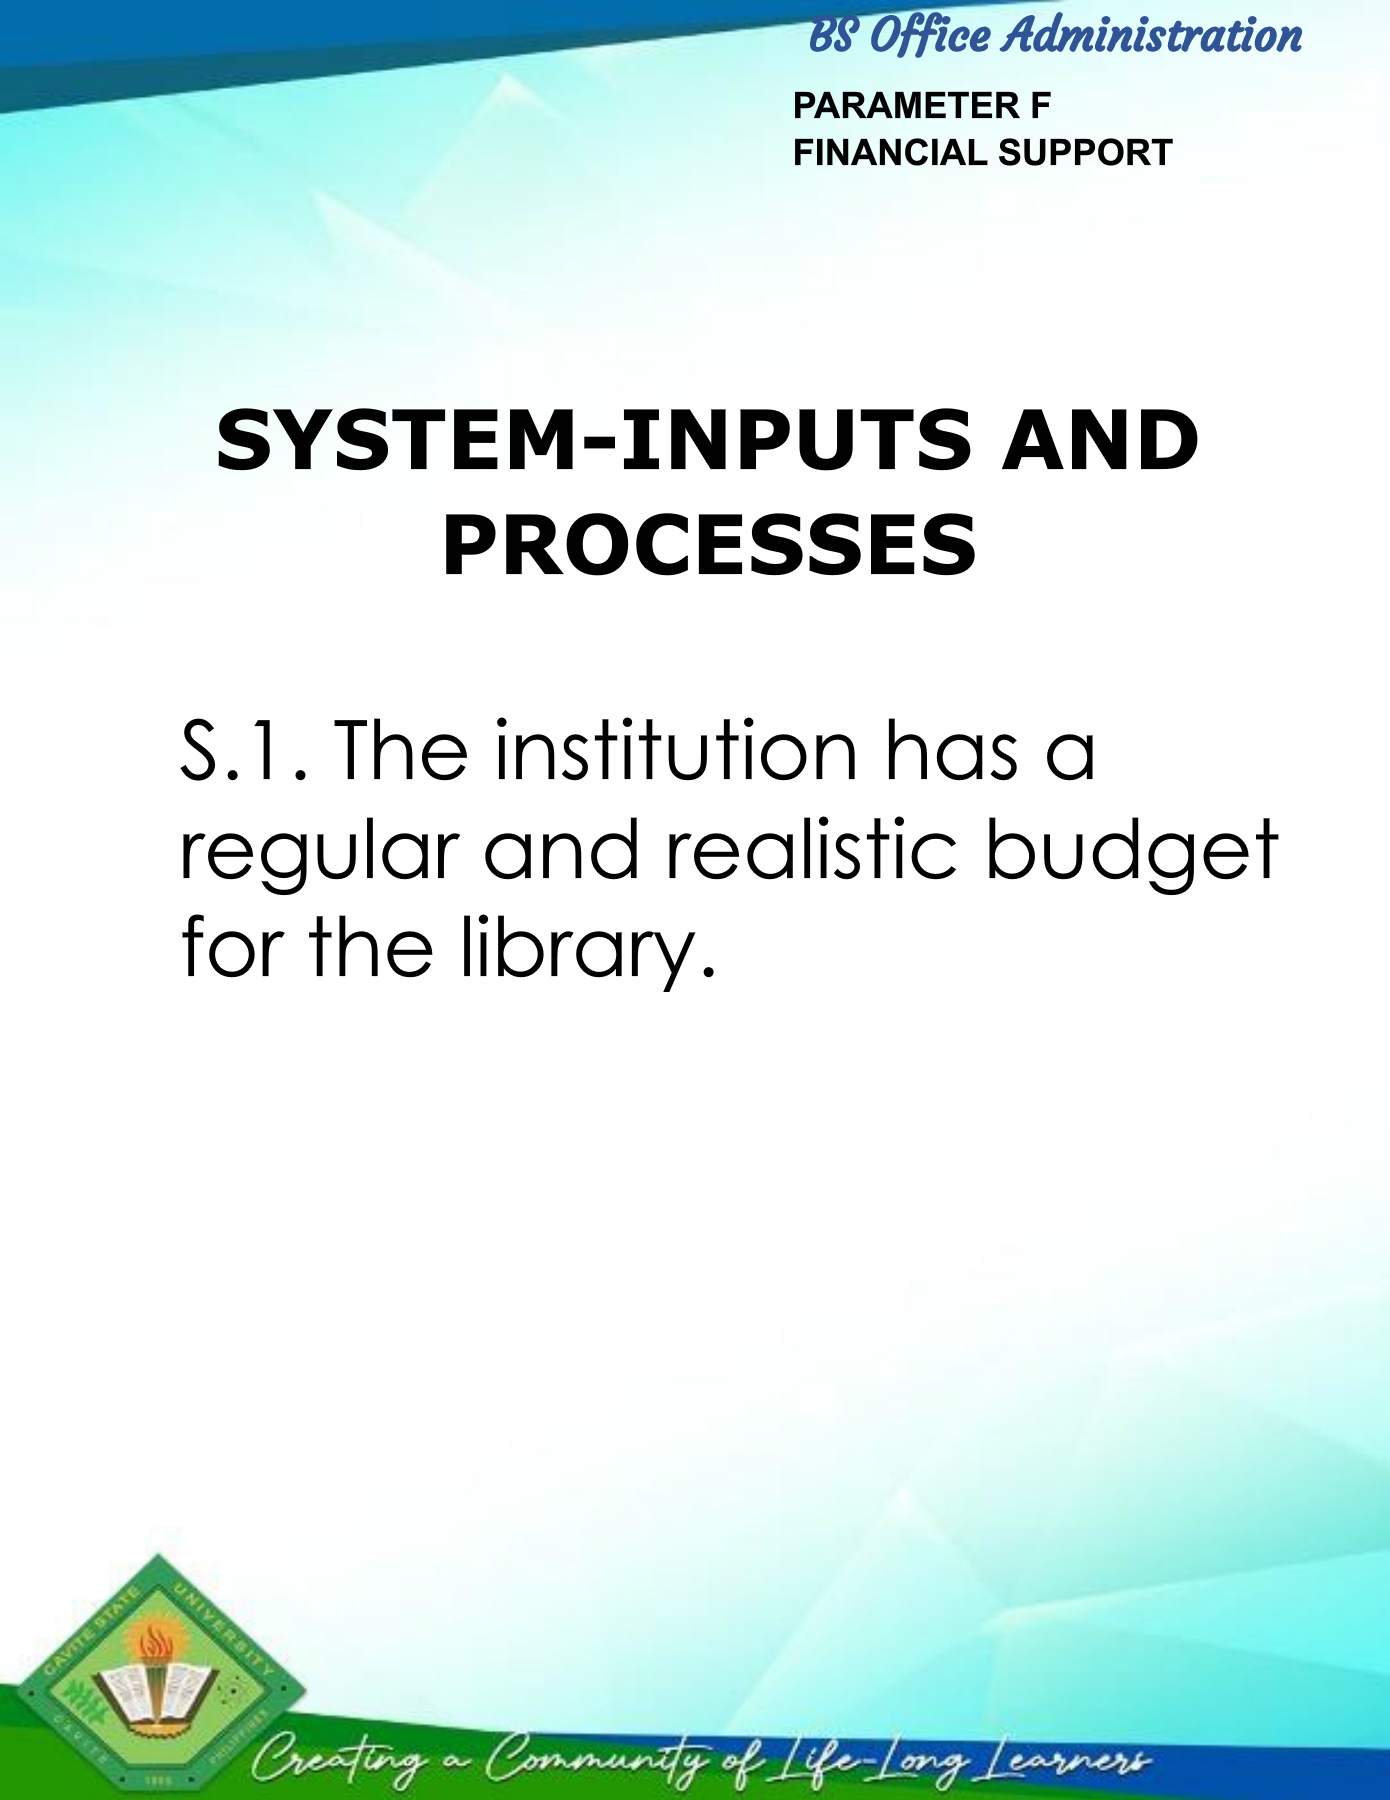 BS Office Administration
PARAMETER F
FINANCIAL SUPPORT
SYSTEM-INPUTS AND
PROCESSES
S.1. The institution has a
regular and realistic budget
for the library.
CAVITE STATE UNIVERSITY
CAVITE
PHILIPPINES
Creating a Community of Life-Long Learners